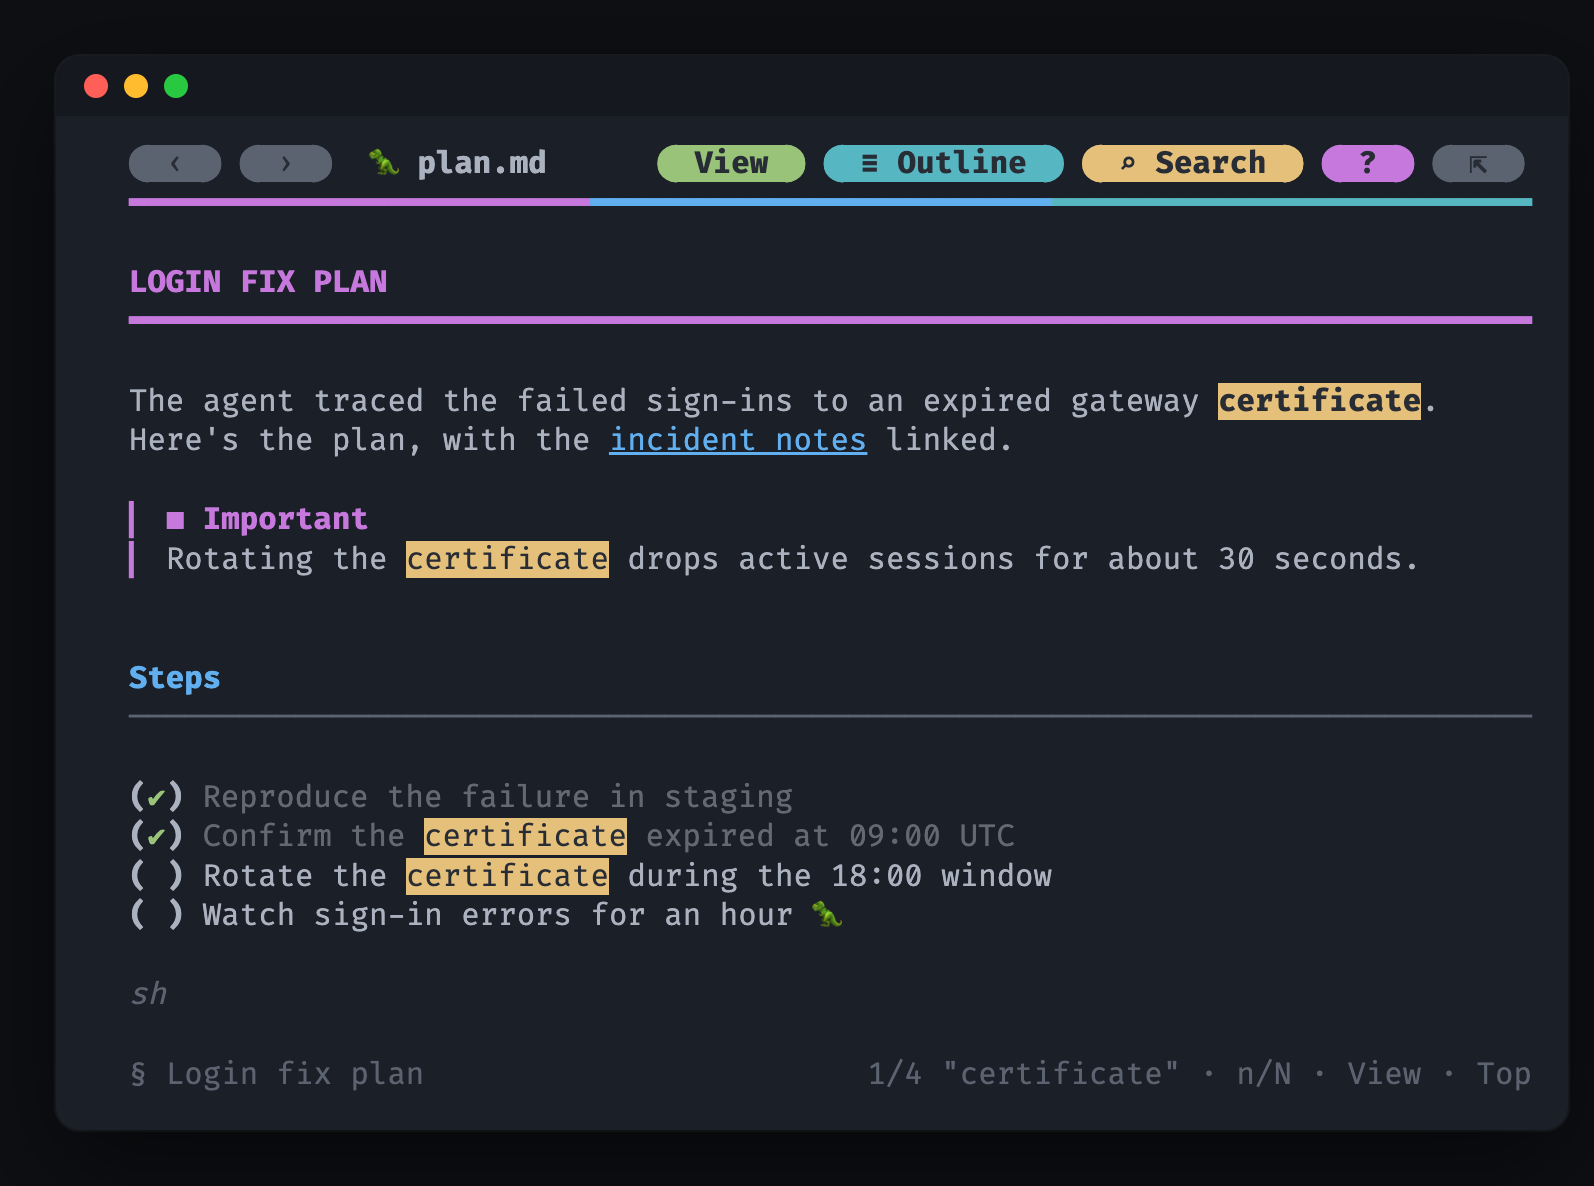 ‹ › 🦖 plan.md View ≡ Outline ⌕ Search ? ⇱
LOGIN FIX PLAN
The agent traced the failed sign-ins to an expired gateway certificate.
Here's the plan, with the incident notes linked.
■ Important
Rotating the certificate drops active sessions for about 30 seconds.
Steps
(✔) Reproduce the failure in staging
(✔) Confirm the certificate expired at 09:00 UTC
( ) Rotate the certificate during the 18:00 window
( ) Watch sign-in errors for an hour 🦖
sh
§ Login fix plan 1/4 "certificate" · n/N · View · Top